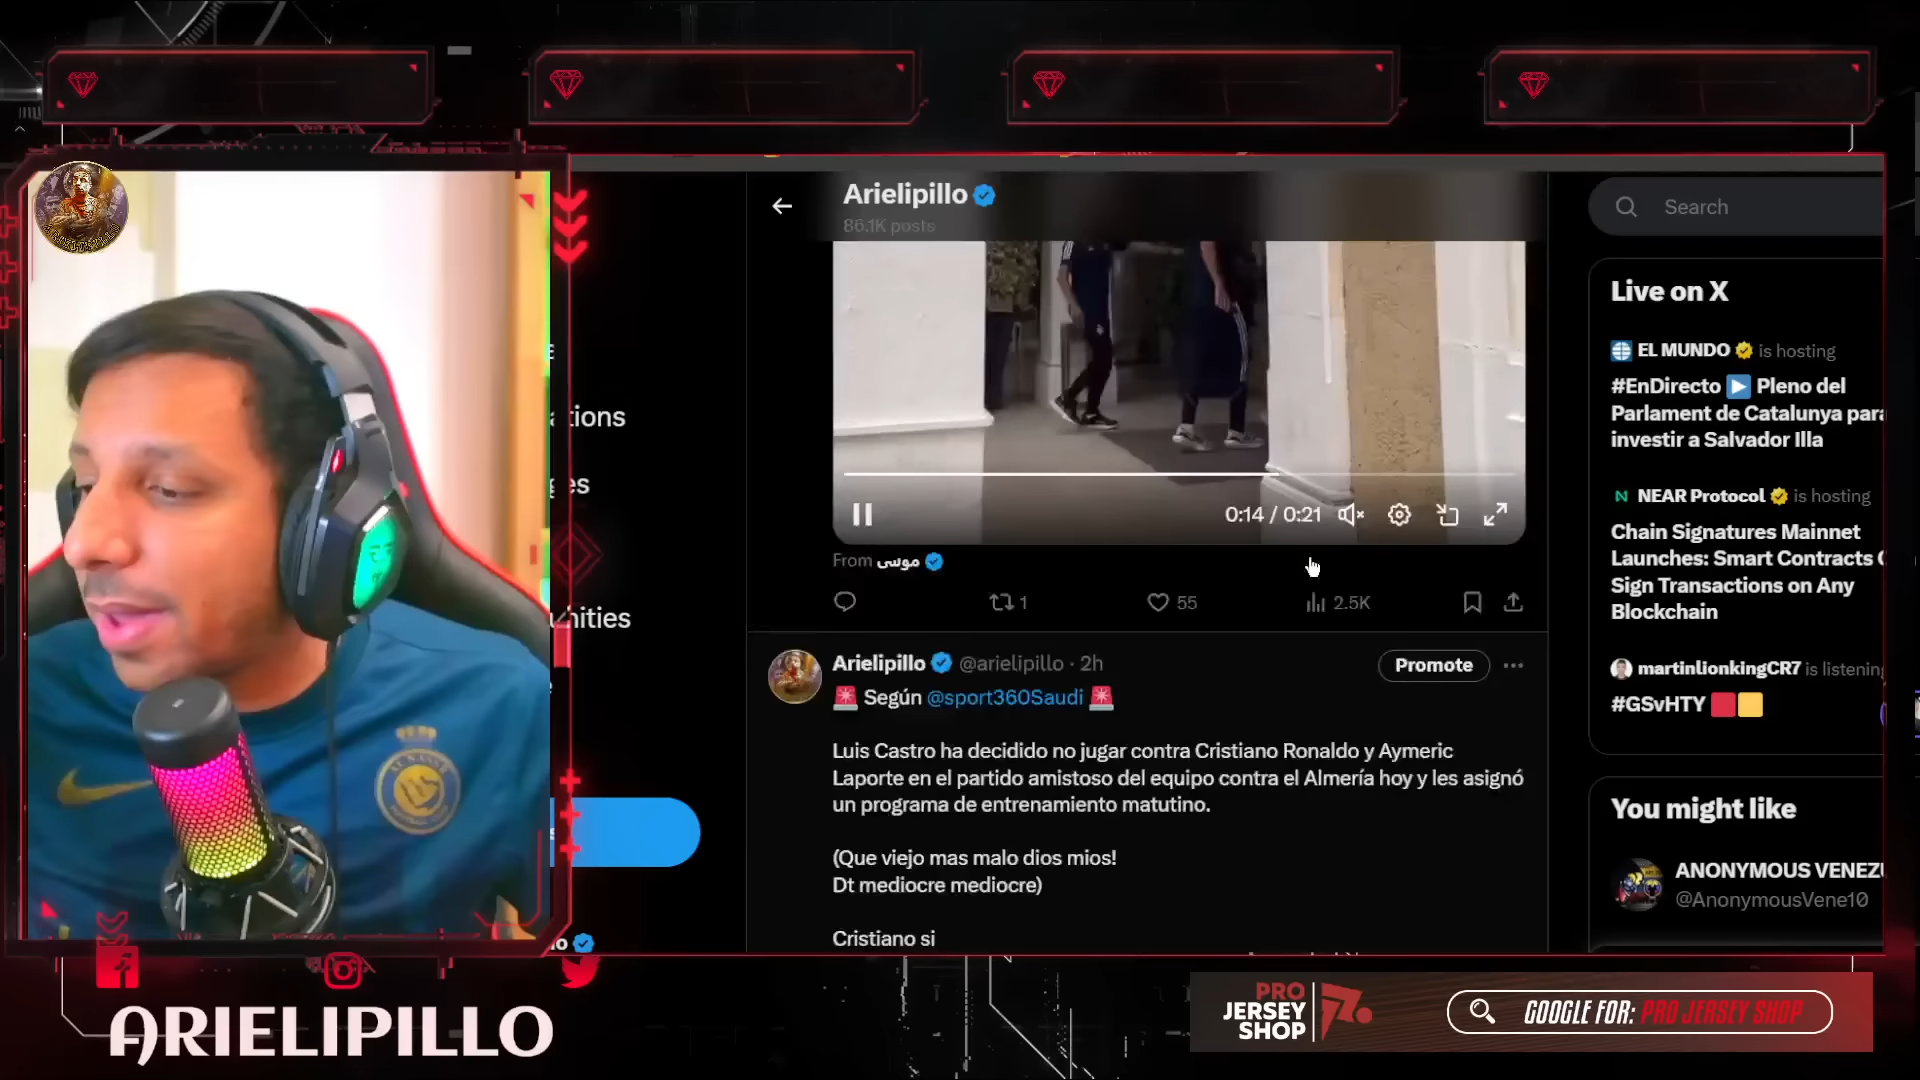 Arielipillo
86.1K posts
Search
Live on X
EL MUNDO is hosting
#EnDirecto ▶ Pleno del
Parlament de Catalunya para
investir a Salvador Illa
NEAR Protocol is hosting
Chain Signatures Mainnet
Launches: Smart Contracts
Sign Transactions on Any
Blockchain
martinlionkingCR7 is listening
#GSvHTY
You might like
ANONYMOUS VENEZ
@AnonymousVene10
0:14 / 0:21
From موسى
1
55
2.5K
Arielipillo @arielipillo · 2h
Promote
🚨 Según @sport360Saudi 🚨
Luis Castro ha decidido no jugar contra Cristiano Ronaldo y Aymeric
Laporte en el partido amistoso del equipo contra el Almería hoy y les asignó
un programa de entrenamiento matutino.
(Que viejo mas malo dios mios!
Dt mediocre mediocre)
Cristiano si
tions
es
nities
lo
AL NASSR
ARIELIPILLO
PRO
JERSEY
SHOP
GOOGLE FOR: PRO JERSEY SHOP